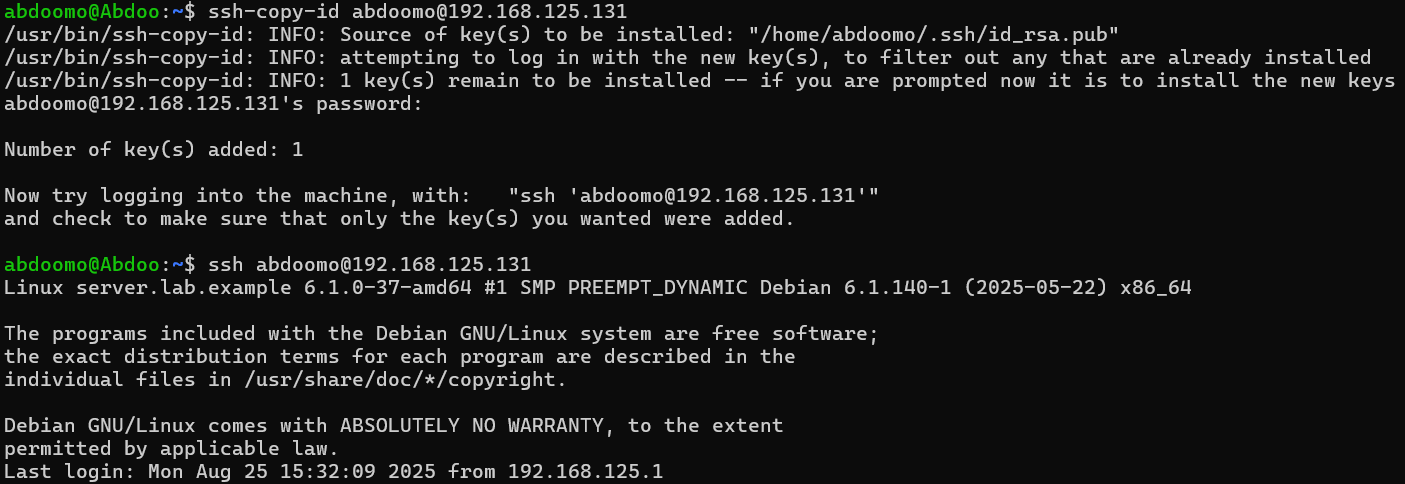 abdoomo@Abdoo:~$ ssh-copy-id abdoomo@192.168.125.131
/usr/bin/ssh-copy-id: INFO: Source of key(s) to be installed: "/home/abdoomo/.ssh/id_rsa.pub"
/usr/bin/ssh-copy-id: INFO: attempting to log in with the new key(s), to filter out any that are already installed
/usr/bin/ssh-copy-id: INFO: 1 key(s) remain to be installed -- if you are prompted now it is to install the new keys
abdoomo@192.168.125.131's password:
Number of key(s) added: 1
Now try logging into the machine, with:   "ssh 'abdoomo@192.168.125.131'"
and check to make sure that only the key(s) you wanted were added.
abdoomo@Abdoo:~$ ssh abdoomo@192.168.125.131
Linux server.lab.example 6.1.0-37-amd64 #1 SMP PREEMPT_DYNAMIC Debian 6.1.140-1 (2025-05-22) x86_64
The programs included with the Debian GNU/Linux system are free software;
the exact distribution terms for each program are described in the
individual files in /usr/share/doc/*/copyright.
Debian GNU/Linux comes with ABSOLUTELY NO WARRANTY, to the extent
permitted by applicable law.
Last login: Mon Aug 25 15:32:09 2025 from 192.168.125.1